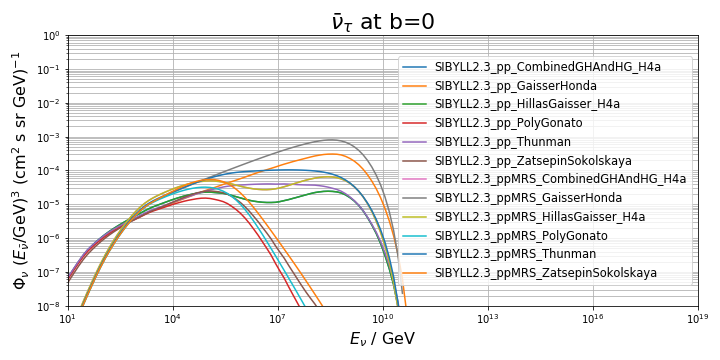 ν̄τ at b=0
Φν (Eν/GeV)³ (cm² s sr GeV)⁻¹
10⁰
10⁻¹
10⁻²
10⁻³
10⁻⁴
10⁻⁵
10⁻⁶
10⁻⁷
10⁻⁸
SIBYLL2.3_pp_CombinedGHAndHG_H4a
SIBYLL2.3_pp_GaisserHonda
SIBYLL2.3_pp_HillasGaisser_H4a
SIBYLL2.3_pp_PolyGonato
SIBYLL2.3_pp_Thunman
SIBYLL2.3_pp_ZatsepinSokolskaya
SIBYLL2.3_ppMRS_CombinedGHAndHG_H4a
SIBYLL2.3_ppMRS_GaisserHonda
SIBYLL2.3_ppMRS_HillasGaisser_H4a
SIBYLL2.3_ppMRS_PolyGonato
SIBYLL2.3_ppMRS_Thunman
SIBYLL2.3_ppMRS_ZatsepinSokolskaya
10¹ 10⁴ 10⁷ 10¹⁰ 10¹³ 10¹⁶ 10¹⁹
Eν / GeV